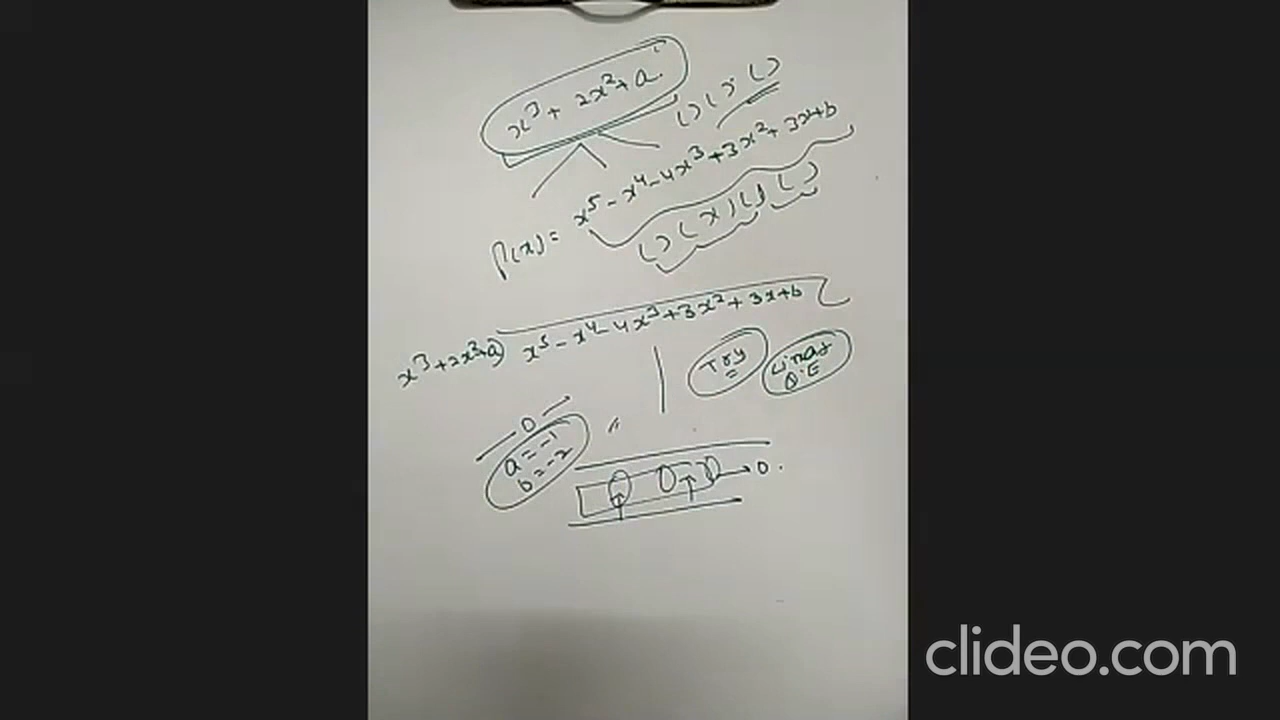 x³ + 2x² + a
( ) ( ) ( )
p(x) = x⁵ - x⁴ - 4x³ + 3x² + 3x + b
( ) ( x ) ( ) ( )
x³ + 2x² + a ) x⁵ - x⁴ - 4x³ + 3x² + 3x + b
Try
Linear
Q.E
0
a = -1
b = -2
0.
clideo.com